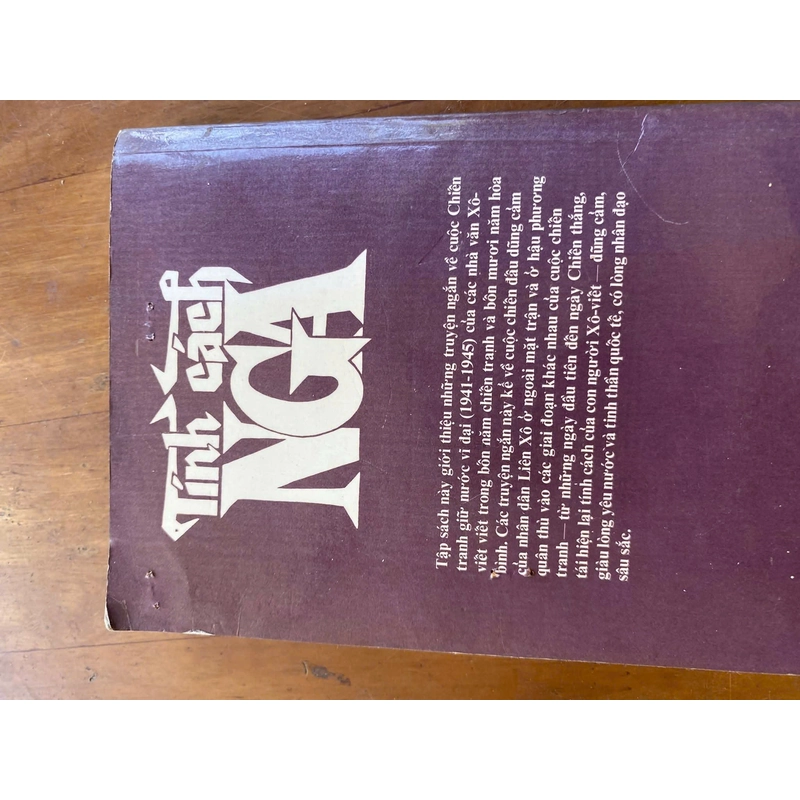 Tính cách
NGA
Tập sách này giới thiệu những truyện ngắn về cuộc Chiến
tranh giữ nước vĩ đại (1941-1945) của các nhà văn Xô-
viết viết trong bốn năm chiến tranh và bốn mươi năm hòa
bình. Các truyện ngắn này kể về cuộc chiến đấu dũng cảm
của nhân dân Liên Xô ở ngoài mặt trận và ở hậu phương
quân thù vào các giai đoạn khác nhau của cuộc chiến
tranh — từ những ngày đầu tiên đến ngày Chiến thắng,
tái hiện lại tính cách của con người Xô-viết — dũng cảm,
giàu lòng yêu nước và tinh thần quốc tế, có lòng nhân đạo
sâu sắc.